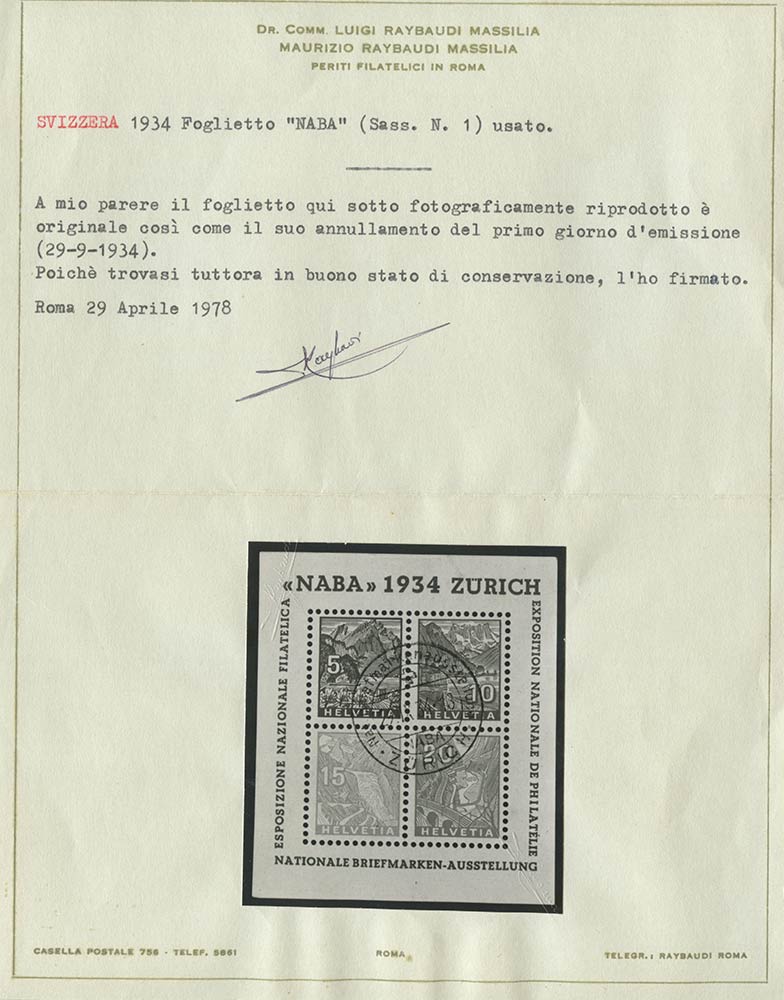 DR. COMM. LUIGI RAYBAUDI MASSILIA
MAURIZIO RAYBAUDI MASSILIA
PERITI FILATELICI IN ROMA
SVIZZERA 1934 Foglietto "NABA" (Sass. N. 1) usato.
A mio parere il foglietto qui sotto fotograficamente riprodotto è
originale così come il suo annullamento del primo giorno d'emissione
(29-9-1934).
Poichè trovasi tuttora in buono stato di conservazione, l'ho firmato.
Roma 29 Aprile 1978
«NABA» 1934 ZÜRICH
ESPOSIZIONE NAZIONALE FILATELICA
EXPOSITION NATIONALE DE PHILATÉLIE
5
HELVETIA
10
HELVETIA
NABA
ZÜRICH
15
HELVETIA
20
HELVETIA
NATIONALE BRIEFMARKEN-AUSSTELLUNG
CASELLA POSTALE 756 - TELEF. 5661
ROMA
TELEGR.: RAYBAUDI ROMA